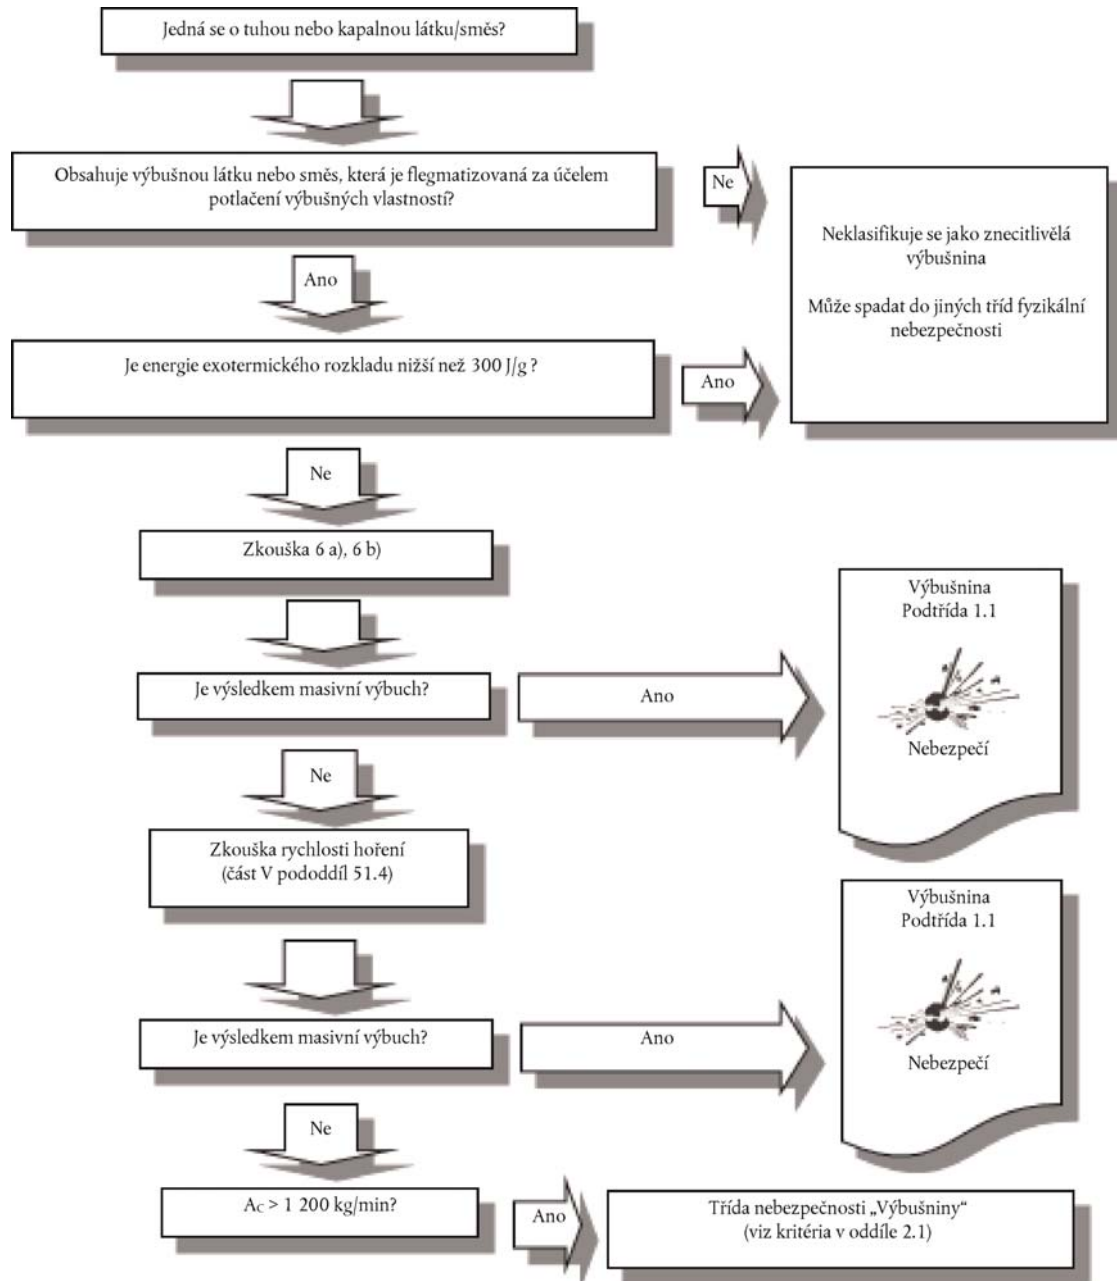 Jedná se o tuhou nebo kapalnou látku/směs?
Obsahuje výbušnou látku nebo směs, která je flegmatizovaná za účelem
potlačení výbušných vlastností?
Ne
Neklasifikuje se jako znecitlivělá
výbušnina
Může spadat do jiných tříd fyzikální
nebezpečnosti
Ano
Je energie exotermického rozkladu nižší než 300 J/g ?
Ano
Ne
Zkouška 6 a), 6 b)
Je výsledkem masivní výbuch?
Ano
Výbušnina
Podtřída 1.1
Nebezpečí
Ne
Zkouška rychlosti hoření
(část V pododdíl 51.4)
Je výsledkem masivní výbuch?
Ano
Výbušnina
Podtřída 1.1
Nebezpečí
Ne
AC > 1 200 kg/min?
Ano
Třída nebezpečnosti „Výbušniny“
(viz kritéria v oddíle 2.1)